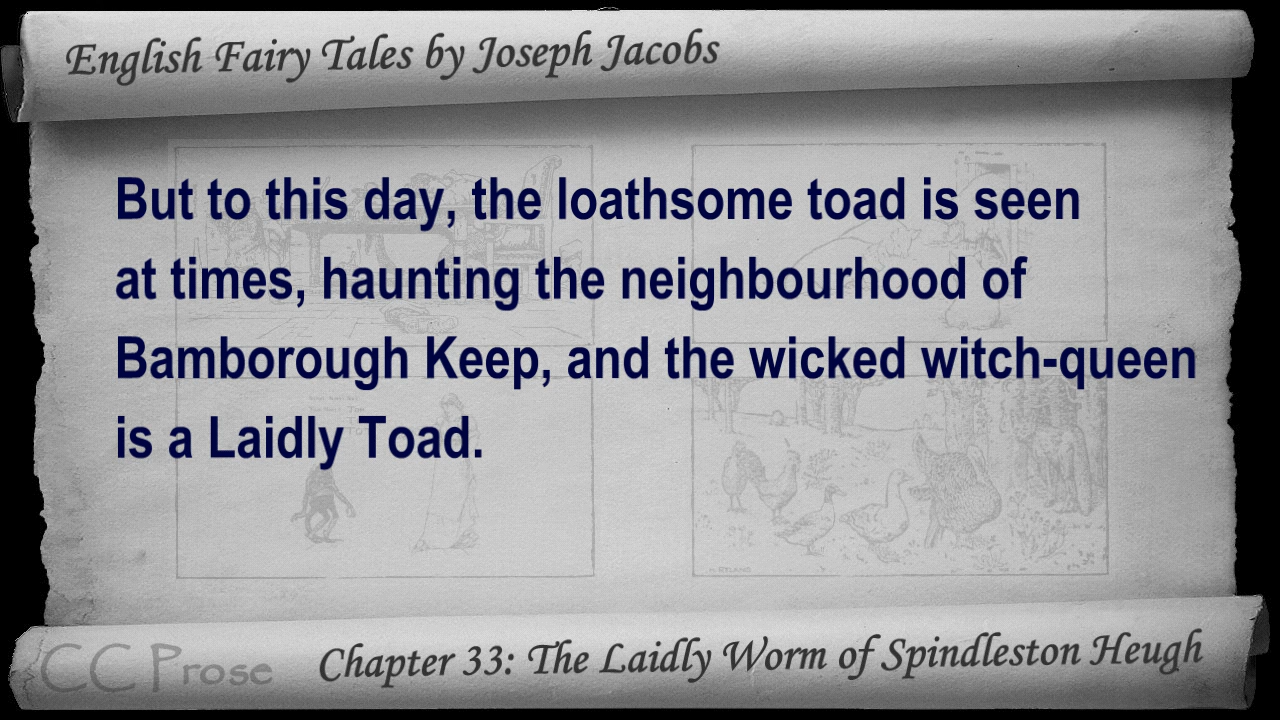 English Fairy Tales by Joseph Jacobs
But to this day, the loathsome toad is seen
at times, haunting the neighbourhood of
Bamborough Keep, and the wicked witch-queen
is a Laidly Toad.
CC Prose
Chapter 33: The Laidly Worm of Spindleston Heugh